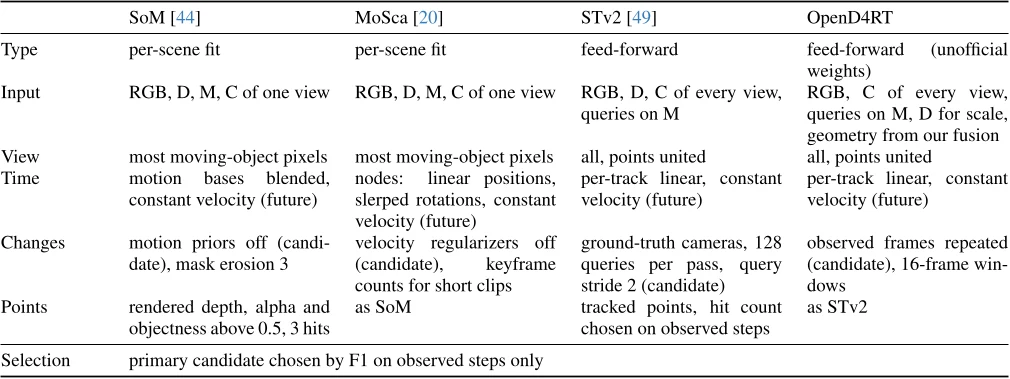 SoM [44] MoSca [20] STv2 [49] OpenD4RT
Type per-scene fit per-scene fit feed-forward feed-forward (unofficial
weights)
Input RGB, D, M, C of one view RGB, D, M, C of one view RGB, D, C of every view, RGB, C of every view,
queries on M queries on M, D for scale,
geometry from our fusion
View most moving-object pixels most moving-object pixels all, points united all, points united
Time motion bases blended, nodes: linear positions, per-track linear, constant per-track linear, constant
constant velocity (future) slerped rotations, constant velocity (future) velocity (future)
velocity (future)
Changes motion priors off (candi- velocity regularizers off ground-truth cameras, 128 observed frames repeated
date), mask erosion 3 (candidate), keyframe queries per pass, query (candidate), 16-frame win-
counts for short clips stride 2 (candidate) dows
Points rendered depth, alpha and as SoM tracked points, hit count as STv2
objectness above 0.5, 3 hits chosen on observed steps
Selection primary candidate chosen by F1 on observed steps only